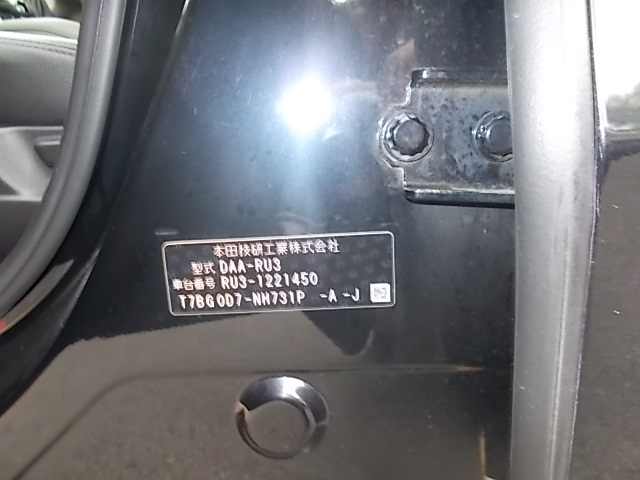 本田技研工業株式会社
型式 DAA-RU3
車台番号 RU3-1221450
T7BG0D7-NH731P -A -J